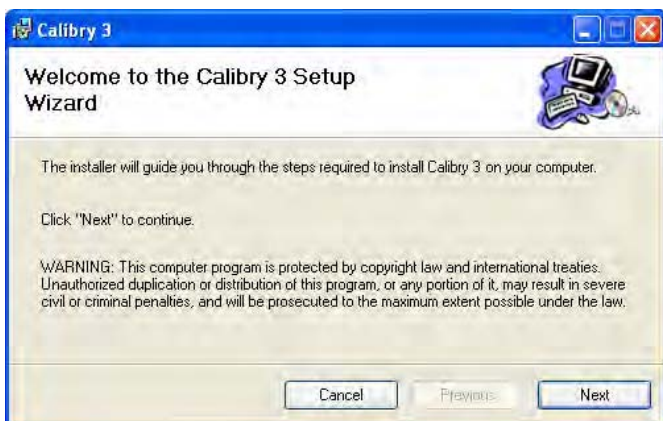 Calibry 3
Welcome to the Calibry 3 Setup
Wizard
The installer will guide you through the steps required to install Calibry 3 on your computer.
Click "Next" to continue.
WARNING: This computer program is protected by copyright law and international treaties.
Unauthorized duplication or distribution of this program, or any portion of it, may result in severe
civil or criminal penalties, and will be prosecuted to the maximum extent possible under the law.
Cancel
Previous
Next